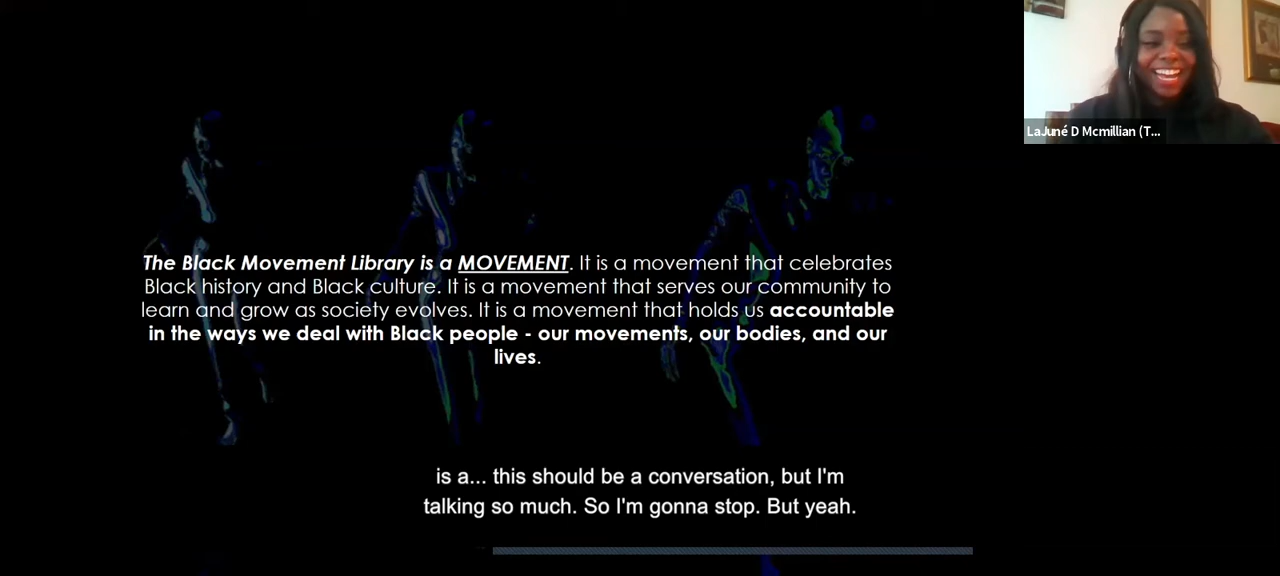 LaJuné D Mcmillian (T...
The Black Movement Library is a MOVEMENT. It is a movement that celebrates
Black history and Black culture. It is a movement that serves our community to
learn and grow as society evolves. It is a movement that holds us accountable
in the ways we deal with Black people - our movements, our bodies, and our
lives.
is a... this should be a conversation, but I'm
talking so much. So I'm gonna stop. But yeah.